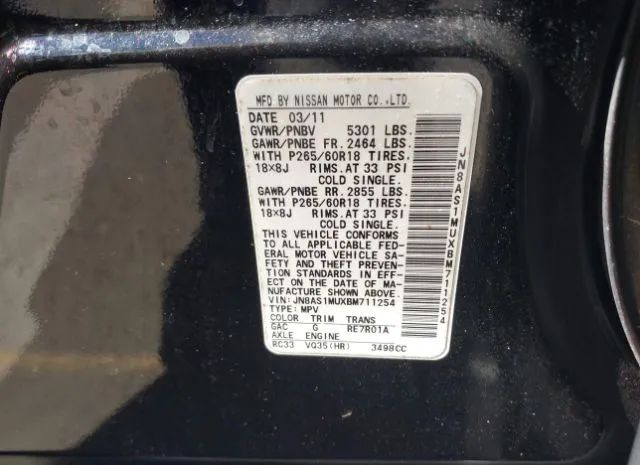 MFD BY NISSAN MOTOR CO.,LTD.
DATE 03/11
GVWR/PNBV 5301 LBS.
GAWR/PNBE FR. 2464 LBS.
WITH P265/60R18 TIRES,
18×8J RIMS, AT 33 PSI
COLD SINGLE.
GAWR/PNBE RR. 2855 LBS.
WITH P265/60R18 TIRES,
18×8J RIMS, AT 33 PSI
COLD SINGLE.
THIS VEHICLE CONFORMS
TO ALL APPLICABLE FED-
ERAL MOTOR VEHICLE SA-
FETY AND THEFT PREVENTION
STANDARDS IN EFF-
ECT ON THE DATE OF MA-
NUFACTURE SHOWN ABOVE.
VIN: JN8AS1MUXBM711254
TYPE: MPV
COLOR TRIM TRANS
GAC G RE7R01A
AXLE ENGINE
RC33 VQ35(HR) 3498CC
JN8AS1MUXBM711254